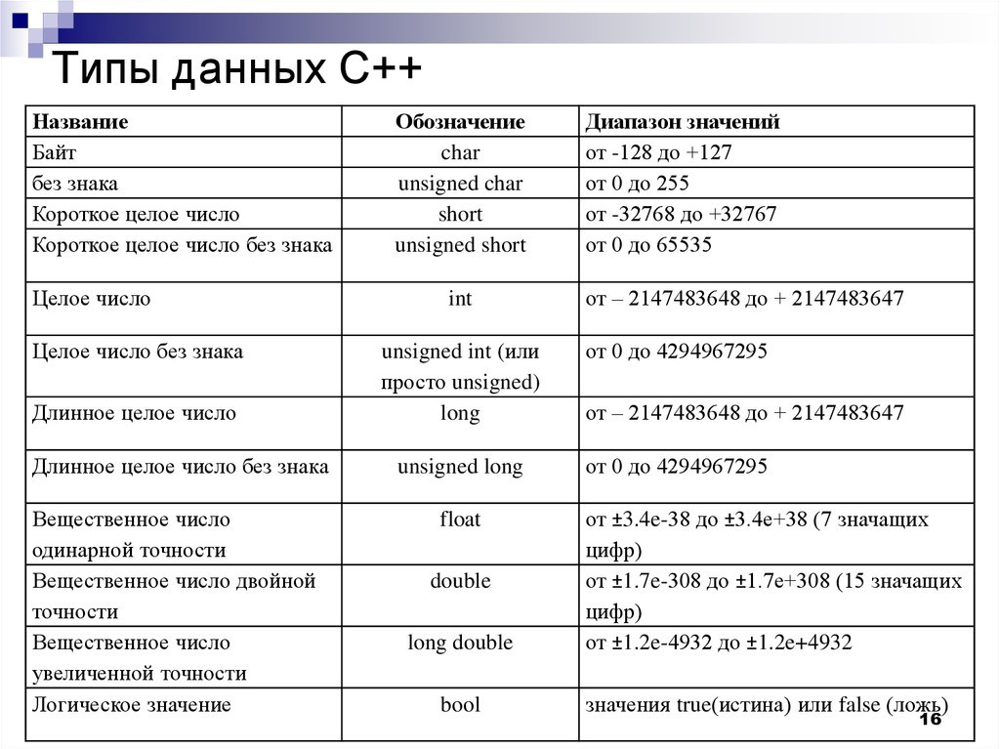 Типы данных C++
Название Обозначение Диапазон значений
Байт char от -128 до +127
без знака unsigned char от 0 до 255
Короткое целое число short от -32768 до +32767
Короткое целое число без знака unsigned short от 0 до 65535
Целое число int от – 2147483648 до + 2147483647
Целое число без знака unsigned int (или от 0 до 4294967295
просто unsigned)
Длинное целое число long от – 2147483648 до + 2147483647
Длинное целое число без знака unsigned long от 0 до 4294967295
Вещественное число float от ±3.4e-38 до ±3.4e+38 (7 значащих
одинарной точности цифр)
Вещественное число двойной double от ±1.7e-308 до ±1.7e+308 (15 значащих
точности цифр)
Вещественное число long double от ±1.2e-4932 до ±1.2e+4932
увеличенной точности
Логическое значение bool значения true(истина) или false (ложь)
16